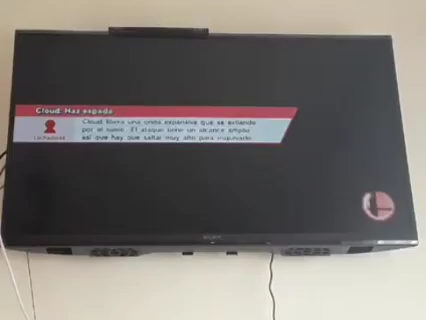 Cloud: Haz espada
Cloud libera una onda expansiva que se extiende
por el suelo. El ataque tiene un alcance amplio,
así que hay que saltar muy alto para esquivarlo.